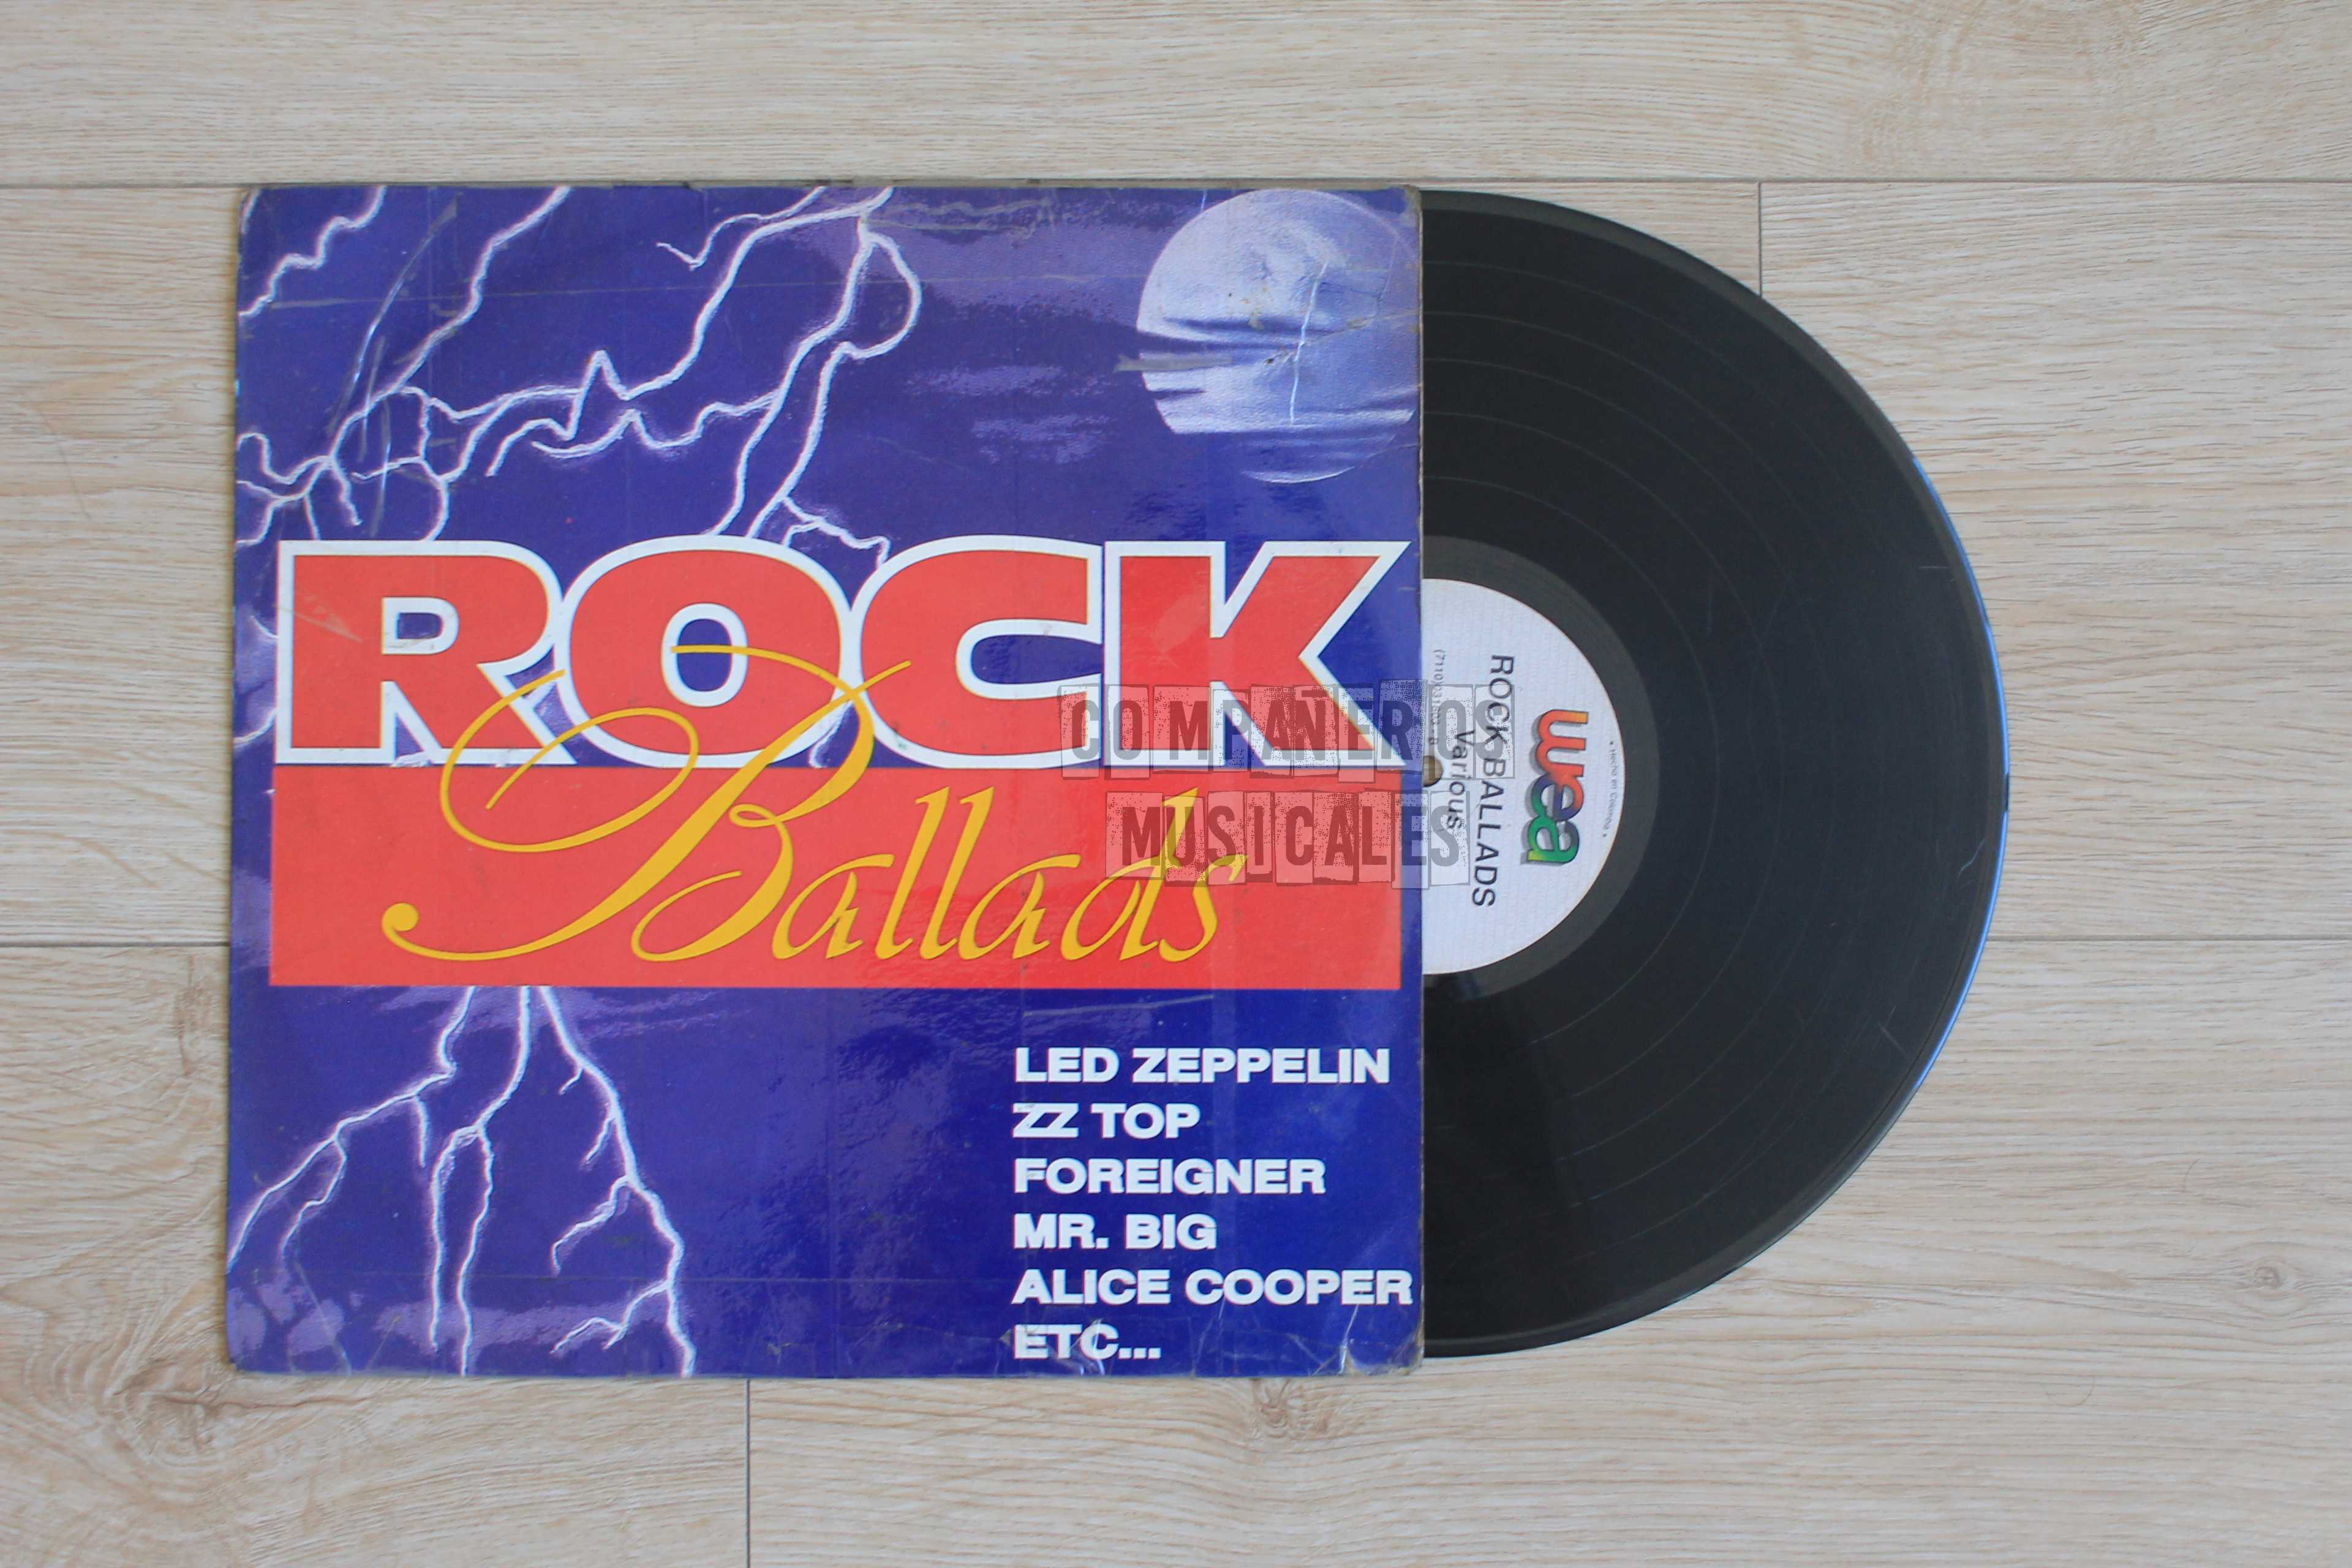 ROCK
Ballads
LED ZEPPELIN
ZZ TOP
FOREIGNER
MR. BIG
ALICE COOPER
ETC...
COMPAÑEROS
MUSICALES
wea
ROCK BALLADS
Various